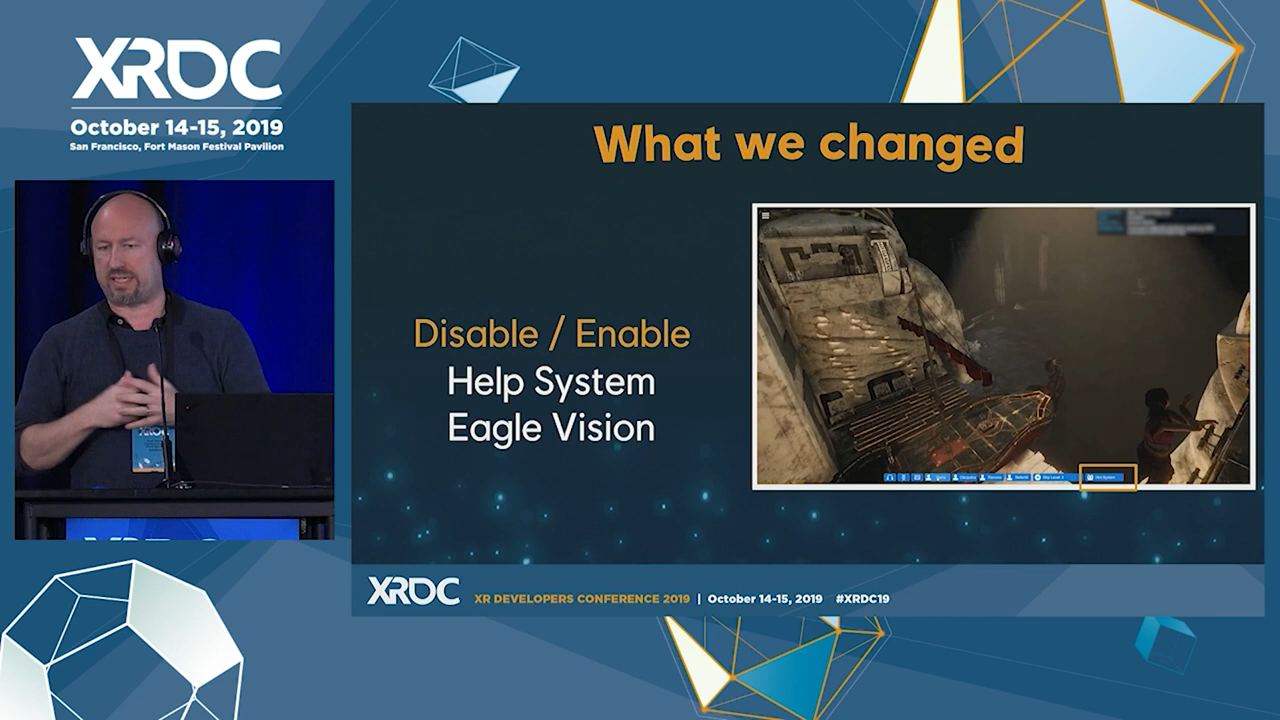 XRDC
October 14-15, 2019
San Francisco, Fort Mason Festival Pavilion
What we changed
Disable / Enable
Help System
Eagle Vision
XRDC
XRDC
XR DEVELOPERS CONFERENCE 2019 | October 14-15, 2019 #XRDC19